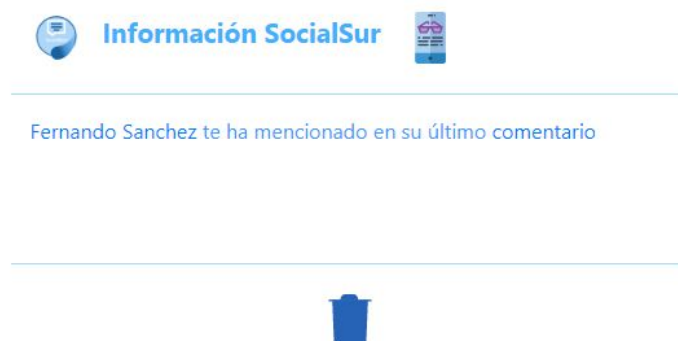 Información SocialSur
Fernando Sanchez te ha mencionado en su último comentario